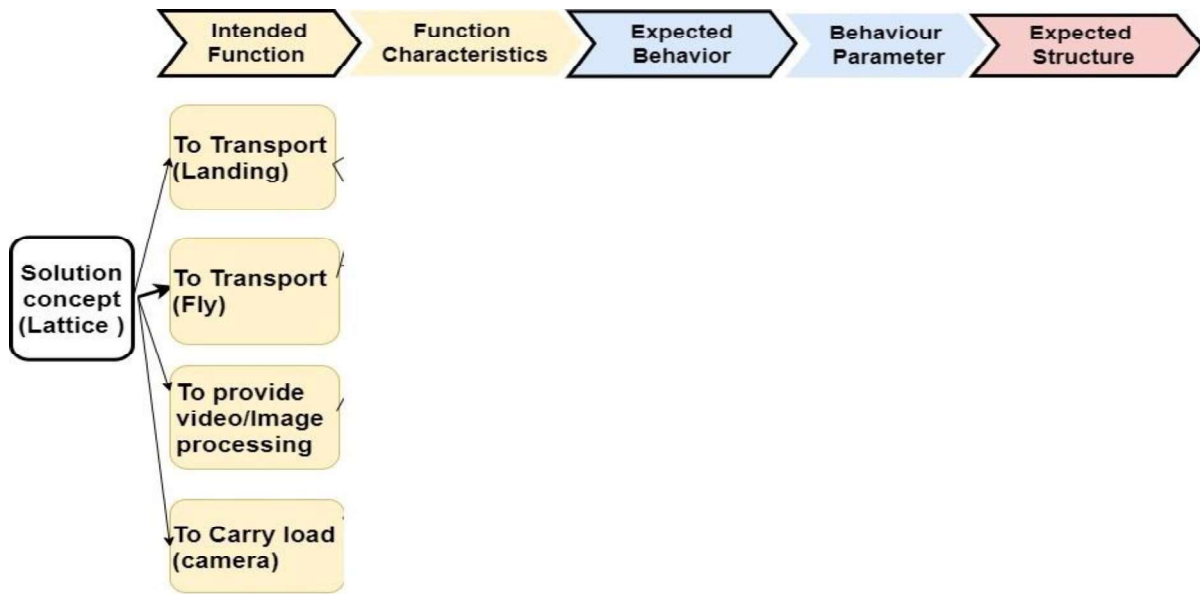 Intended
Function
Function
Characteristics
Expected
Behavior
Behaviour
Parameter
Expected
Structure
To Transport
(Landing)
Solution
concept
(Lattice )
To Transport
(Fly)
To provide
video/Image
processing
To Carry load
(camera)